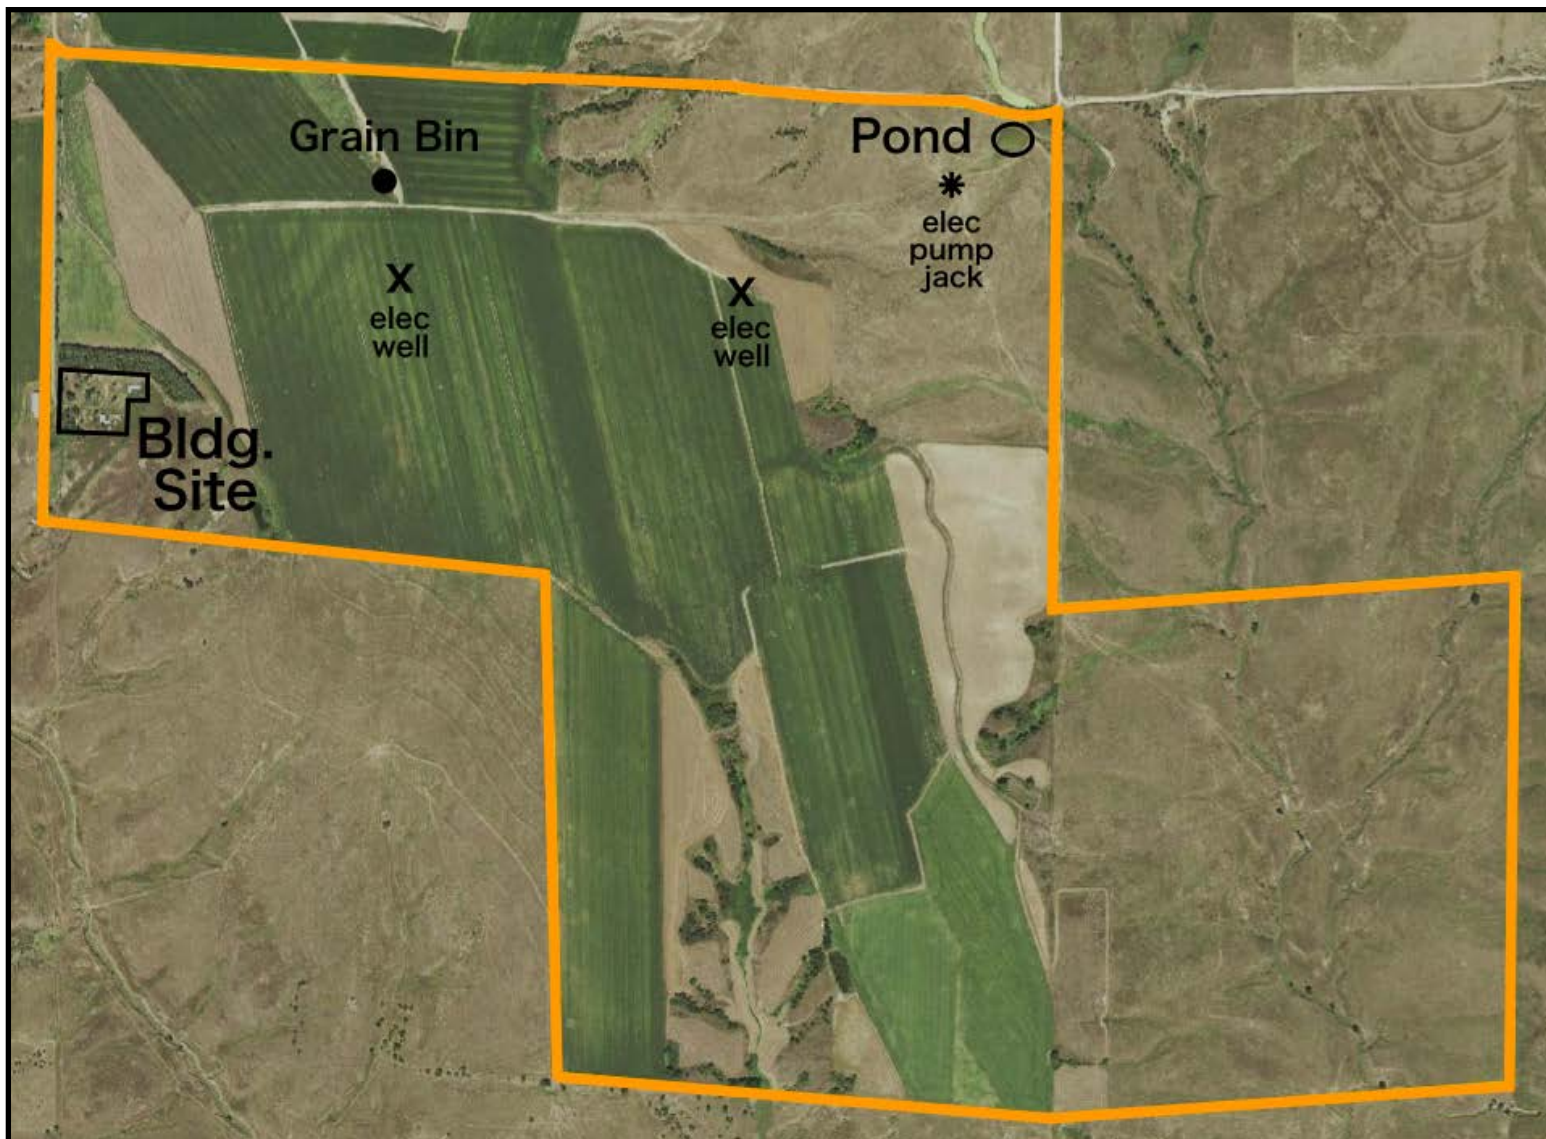 Grain Bin
Pond
elec
pump
jack
X
elec
well
X
elec
well
Bldg.
Site